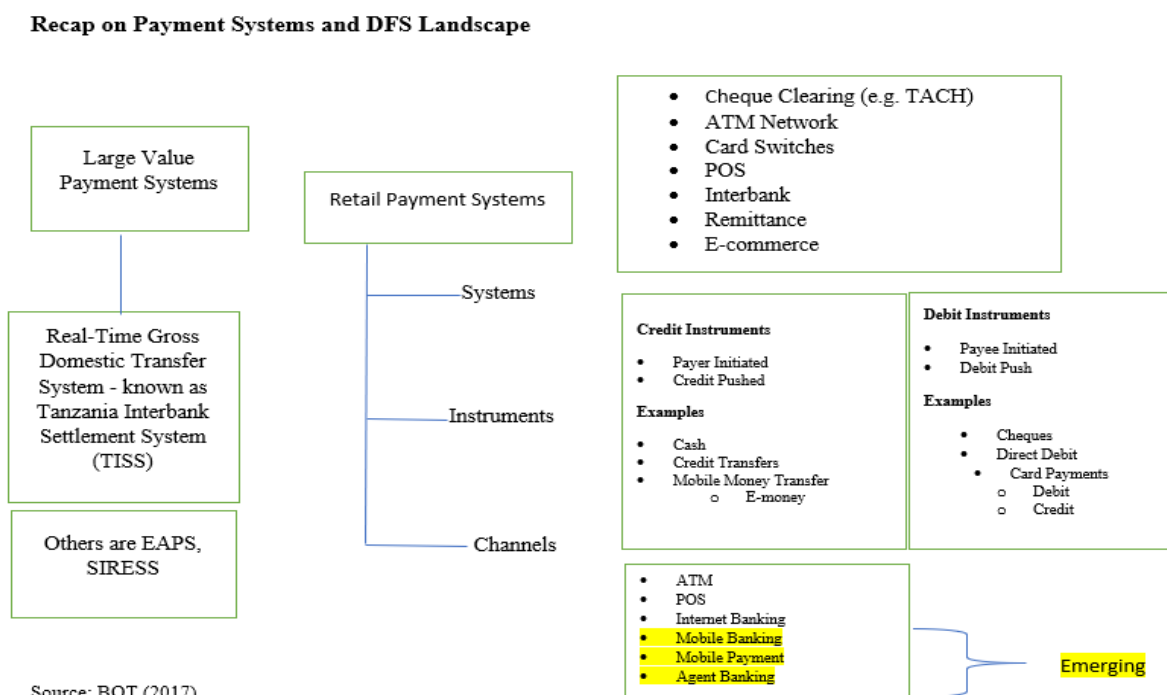 Recap on Payment Systems and DFS Landscape
Large Value
Payment Systems
Real-Time Gross
Domestic Transfer
System - known as
Tanzania Interbank
Settlement System
(TISS)
Others are EAPS,
SIRESS
Retail Payment Systems
Systems
Instruments
Channels
• Cheque Clearing (e.g. TACH)
• ATM Network
• Card Switches
• POS
• Interbank
• Remittance
• E-commerce
Credit Instruments
• Payer Initiated
• Credit Pushed
Examples
• Cash
• Credit Transfers
• Mobile Money Transfer
o E-money
Debit Instruments
• Payee Initiated
• Debit Push
Examples
• Cheques
• Direct Debit
• Card Payments
o Debit
o Credit
• ATM
• POS
• Internet Banking
• Mobile Banking
• Mobile Payment
• Agent Banking
Emerging
Source: BOT (2017)